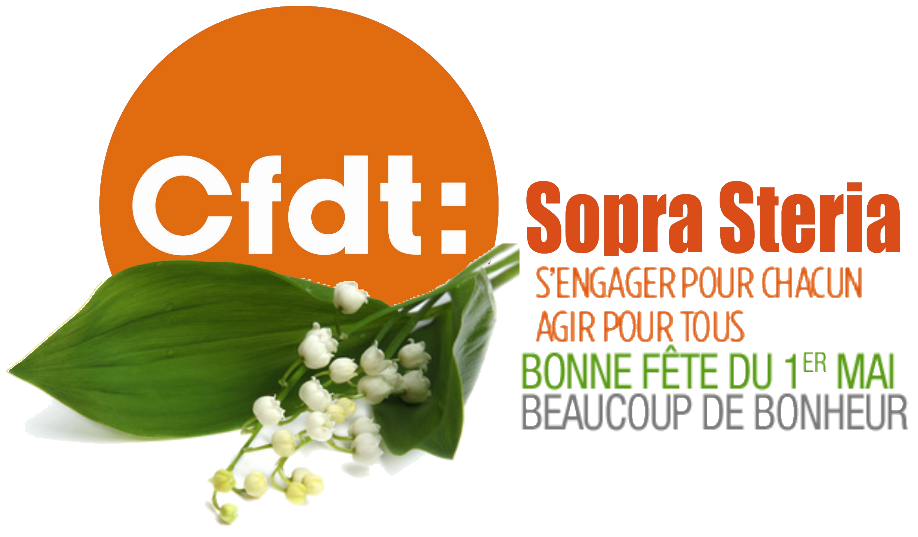 Cfdt:
Sopra Steria
S'ENGAGER POUR CHACUN
AGIR POUR TOUS
BONNE FÊTE DU 1ER MAI
BEAUCOUP DE BONHEUR